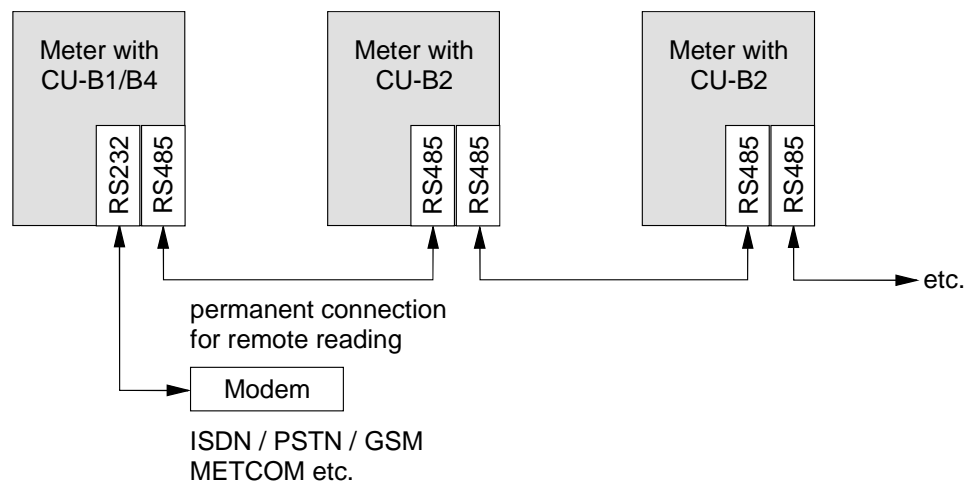 Meter with
CU-B1/B4
RS232
RS485
Meter with
CU-B2
RS485
RS485
Meter with
CU-B2
RS485
RS485
etc.
permanent connection
for remote reading
Modem
ISDN / PSTN / GSM
METCOM etc.